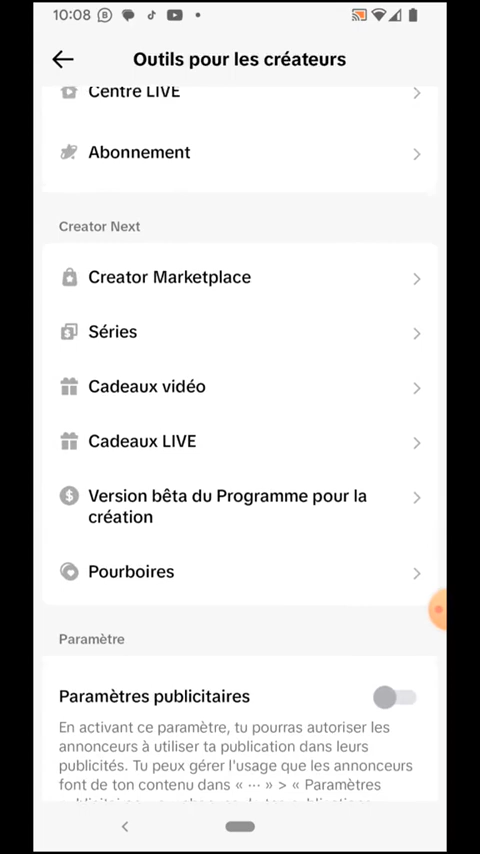 10:08
Outils pour les créateurs
Centre LIVE
Abonnement
Creator Next
Creator Marketplace
Séries
Cadeaux vidéo
Cadeaux LIVE
Version bêta du Programme pour la
création
Pourboires
Paramètre
Paramètres publicitaires
En activant ce paramètre, tu pourras autoriser les
annonceurs à utiliser ta publication dans leurs
publicités. Tu peux gérer l'usage que les annonceurs
font de ton contenu dans « ··· » > « Paramètres